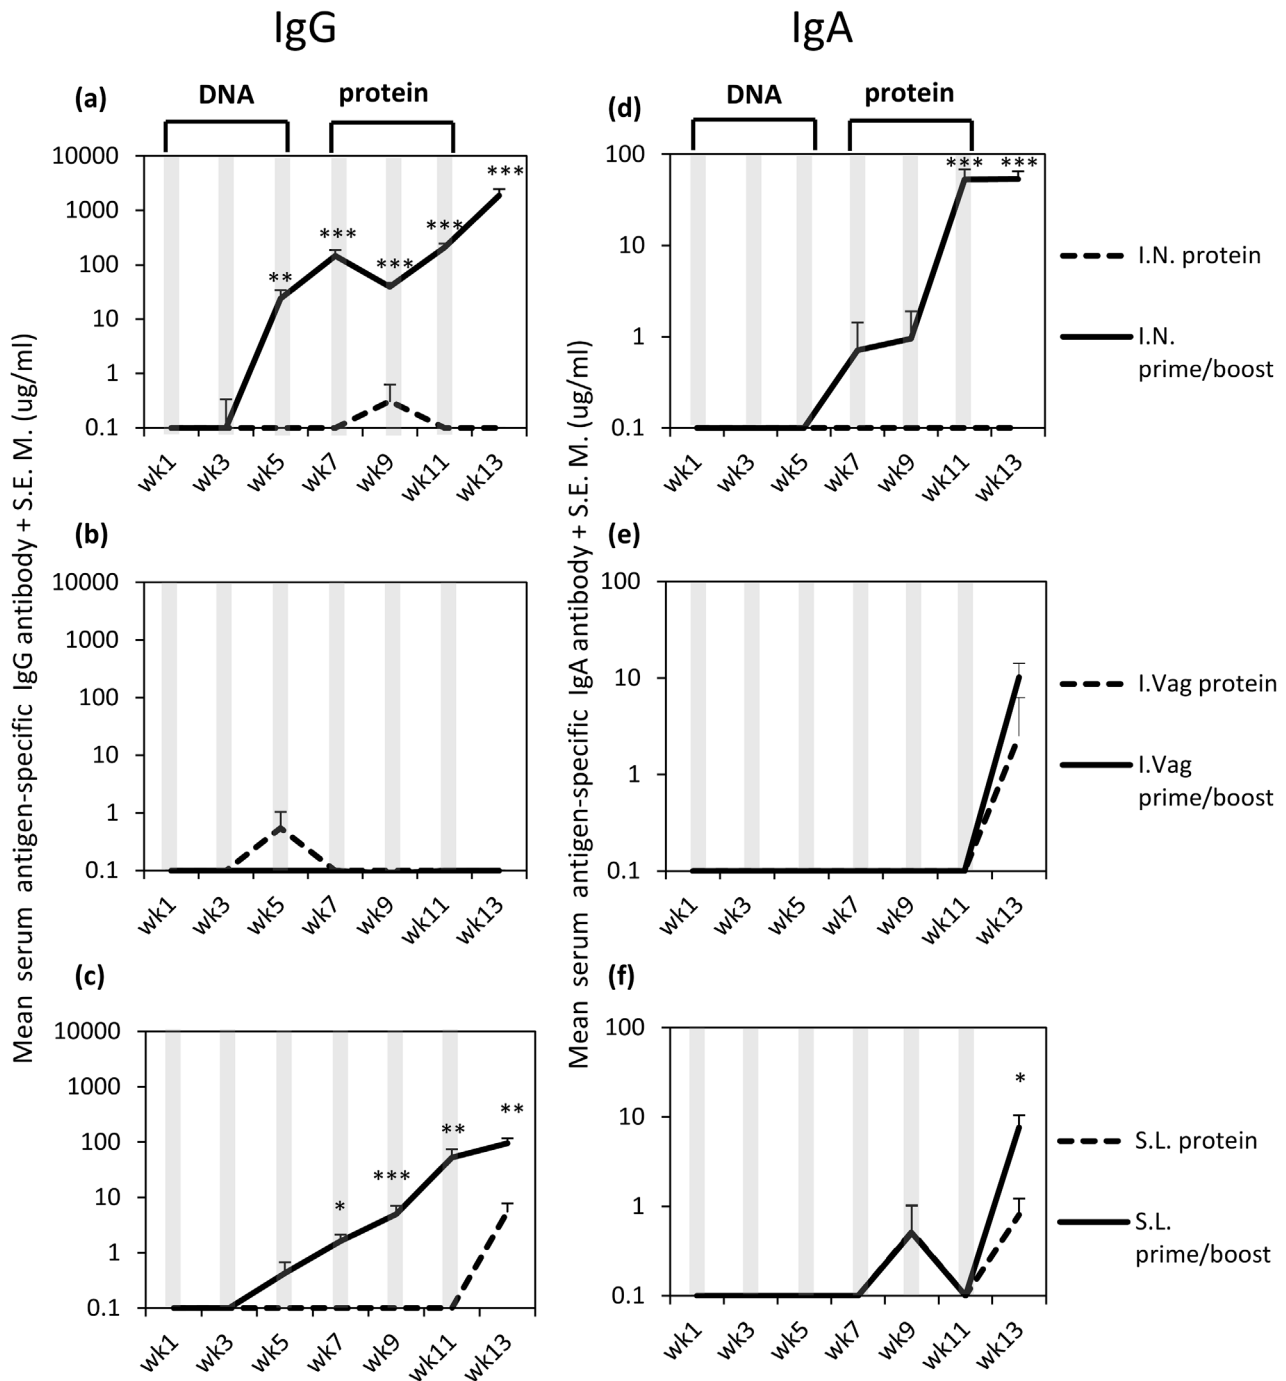 IgG
IgA
Mean serum antigen-specific IgG antibody + S.E. M. (ug/ml)
Mean serum antigen-specific IgA antibody + S.E. M. (ug/ml)
(a)
DNA
protein
10000
1000
100
10
1
0.1
**
***
***
***
***
wk1
wk3
wk5
wk7
wk9
wk11
wk13
(d)
DNA
protein
100
10
1
0.1
***
***
wk1
wk3
wk5
wk7
wk9
wk11
wk13
I.N. protein
I.N.
prime/boost
(b)
10000
1000
100
10
1
0.1
wk1
wk3
wk5
wk7
wk9
wk11
wk13
(e)
100
10
1
0.1
wk1
wk3
wk5
wk7
wk9
wk11
wk13
I.Vag protein
I.Vag
prime/boost
(c)
10000
1000
100
10
1
0.1
*
***
**
**
wk1
wk3
wk5
wk7
wk9
wk11
wk13
(f)
100
10
1
0.1
*
wk1
wk3
wk5
wk7
wk9
wk11
wk13
S.L. protein
S.L.
prime/boost